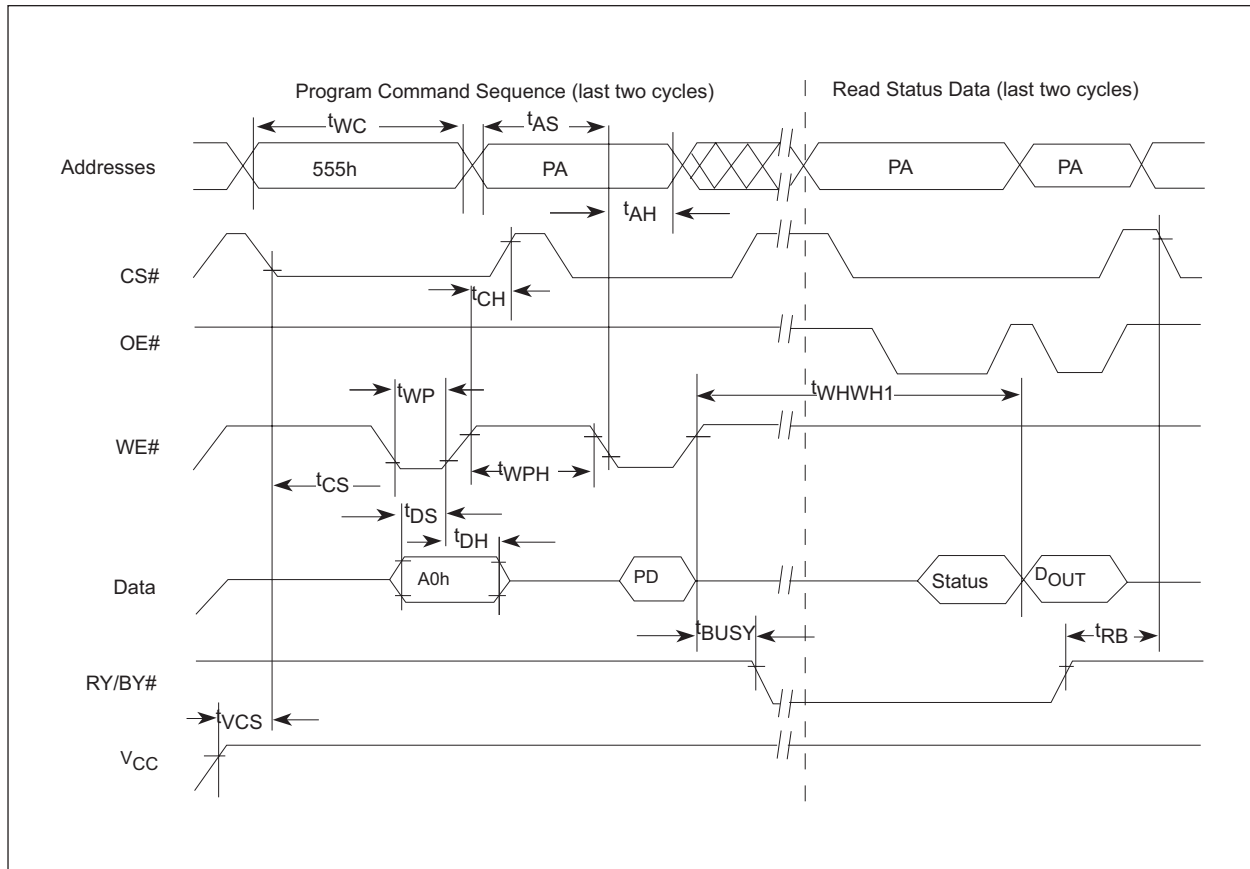 Program Command Sequence (last two cycles)
Read Status Data (last two cycles)
tWC
tAS
Addresses
555h
PA
PA
PA
tAH
CS#
tCH
OE#
tWP
tWHWH1
WE#
tCS
tWPH
tDS
tDH
Data
A0h
PD
Status
DOUT
tBUSY
tRB
RY/BY#
tVCS
VCC